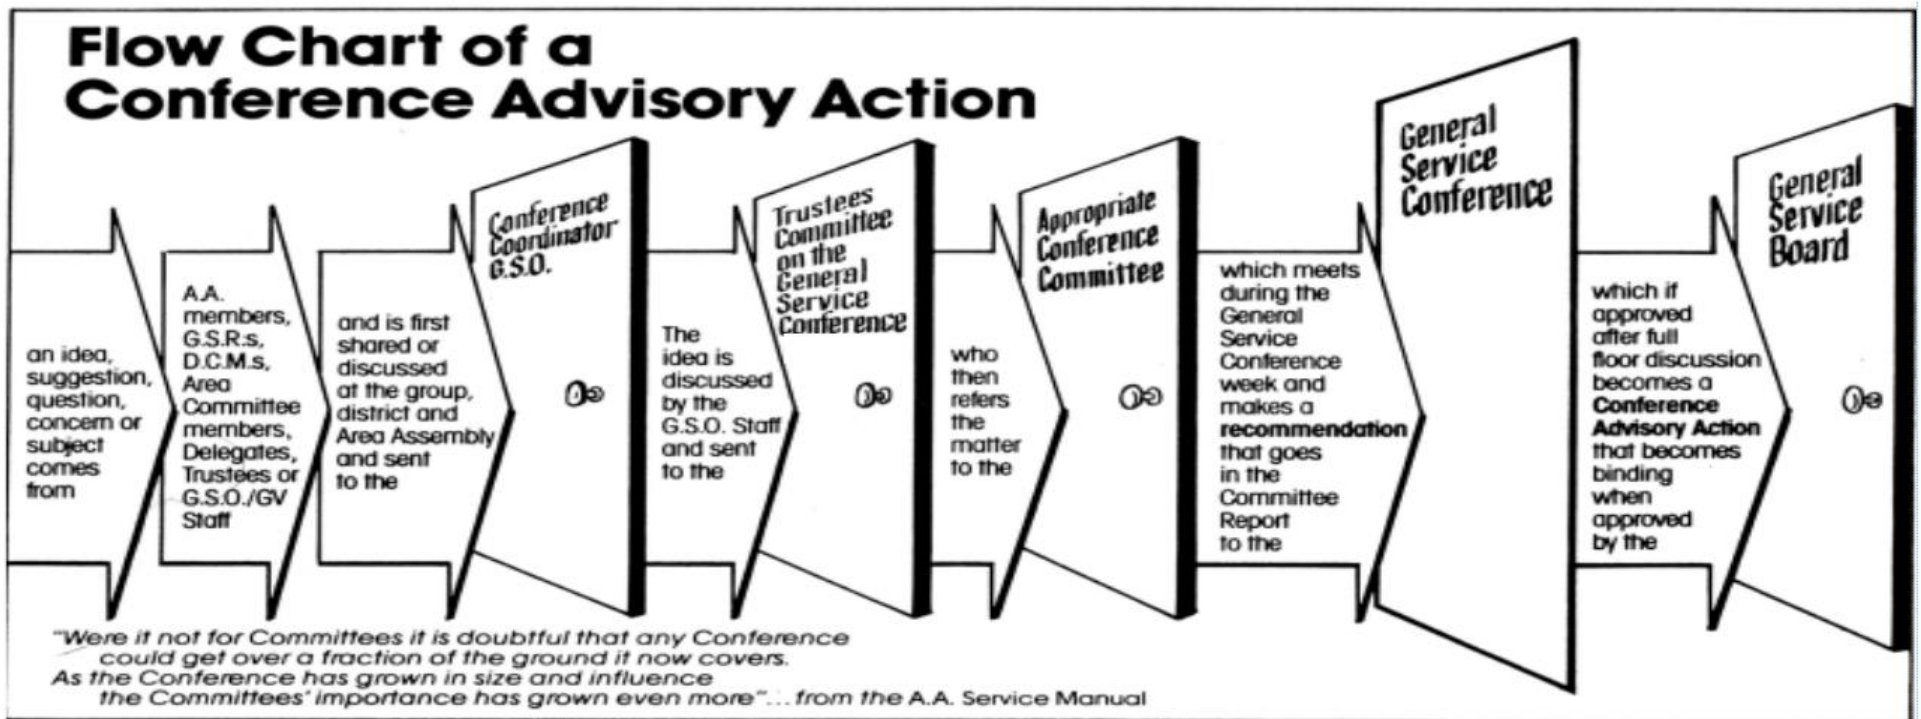 Flow Chart of a
Conference Advisory Action
an idea,
suggestion,
question,
concern or
subject
comes
from
A.A.
members,
G.S.R.s,
D.C.M.s,
Area
Committee
members,
Delegates,
Trustees or
G.S.O./GV
Staff
and is first
shared or
discussed
at the group,
district and
Area Assembly
and sent
to the
Conference
Coordinator
G.S.O.
The
idea is
discussed
by the
G.S.O. Staff
and sent
to the
Trustees
Committee
on the
General
Service
Conference
who
then
refers
the
matter
to the
Appropriate
Conference
Committee
which meets
during the
General
Service
Conference
week and
makes a
recommendation
that goes
in the
Committee
Report
to the
General
Service
Conference
which if
approved
after full
floor discussion
becomes a
Conference
Advisory Action
that becomes
binding
when
approved
by the
General
Service
Board
"Were it not for Committees it is doubtful that any Conference
could get over a fraction of the ground it now covers.
As the Conference has grown in size and influence
the Committees' importance has grown even more"... from the A.A. Service Manual